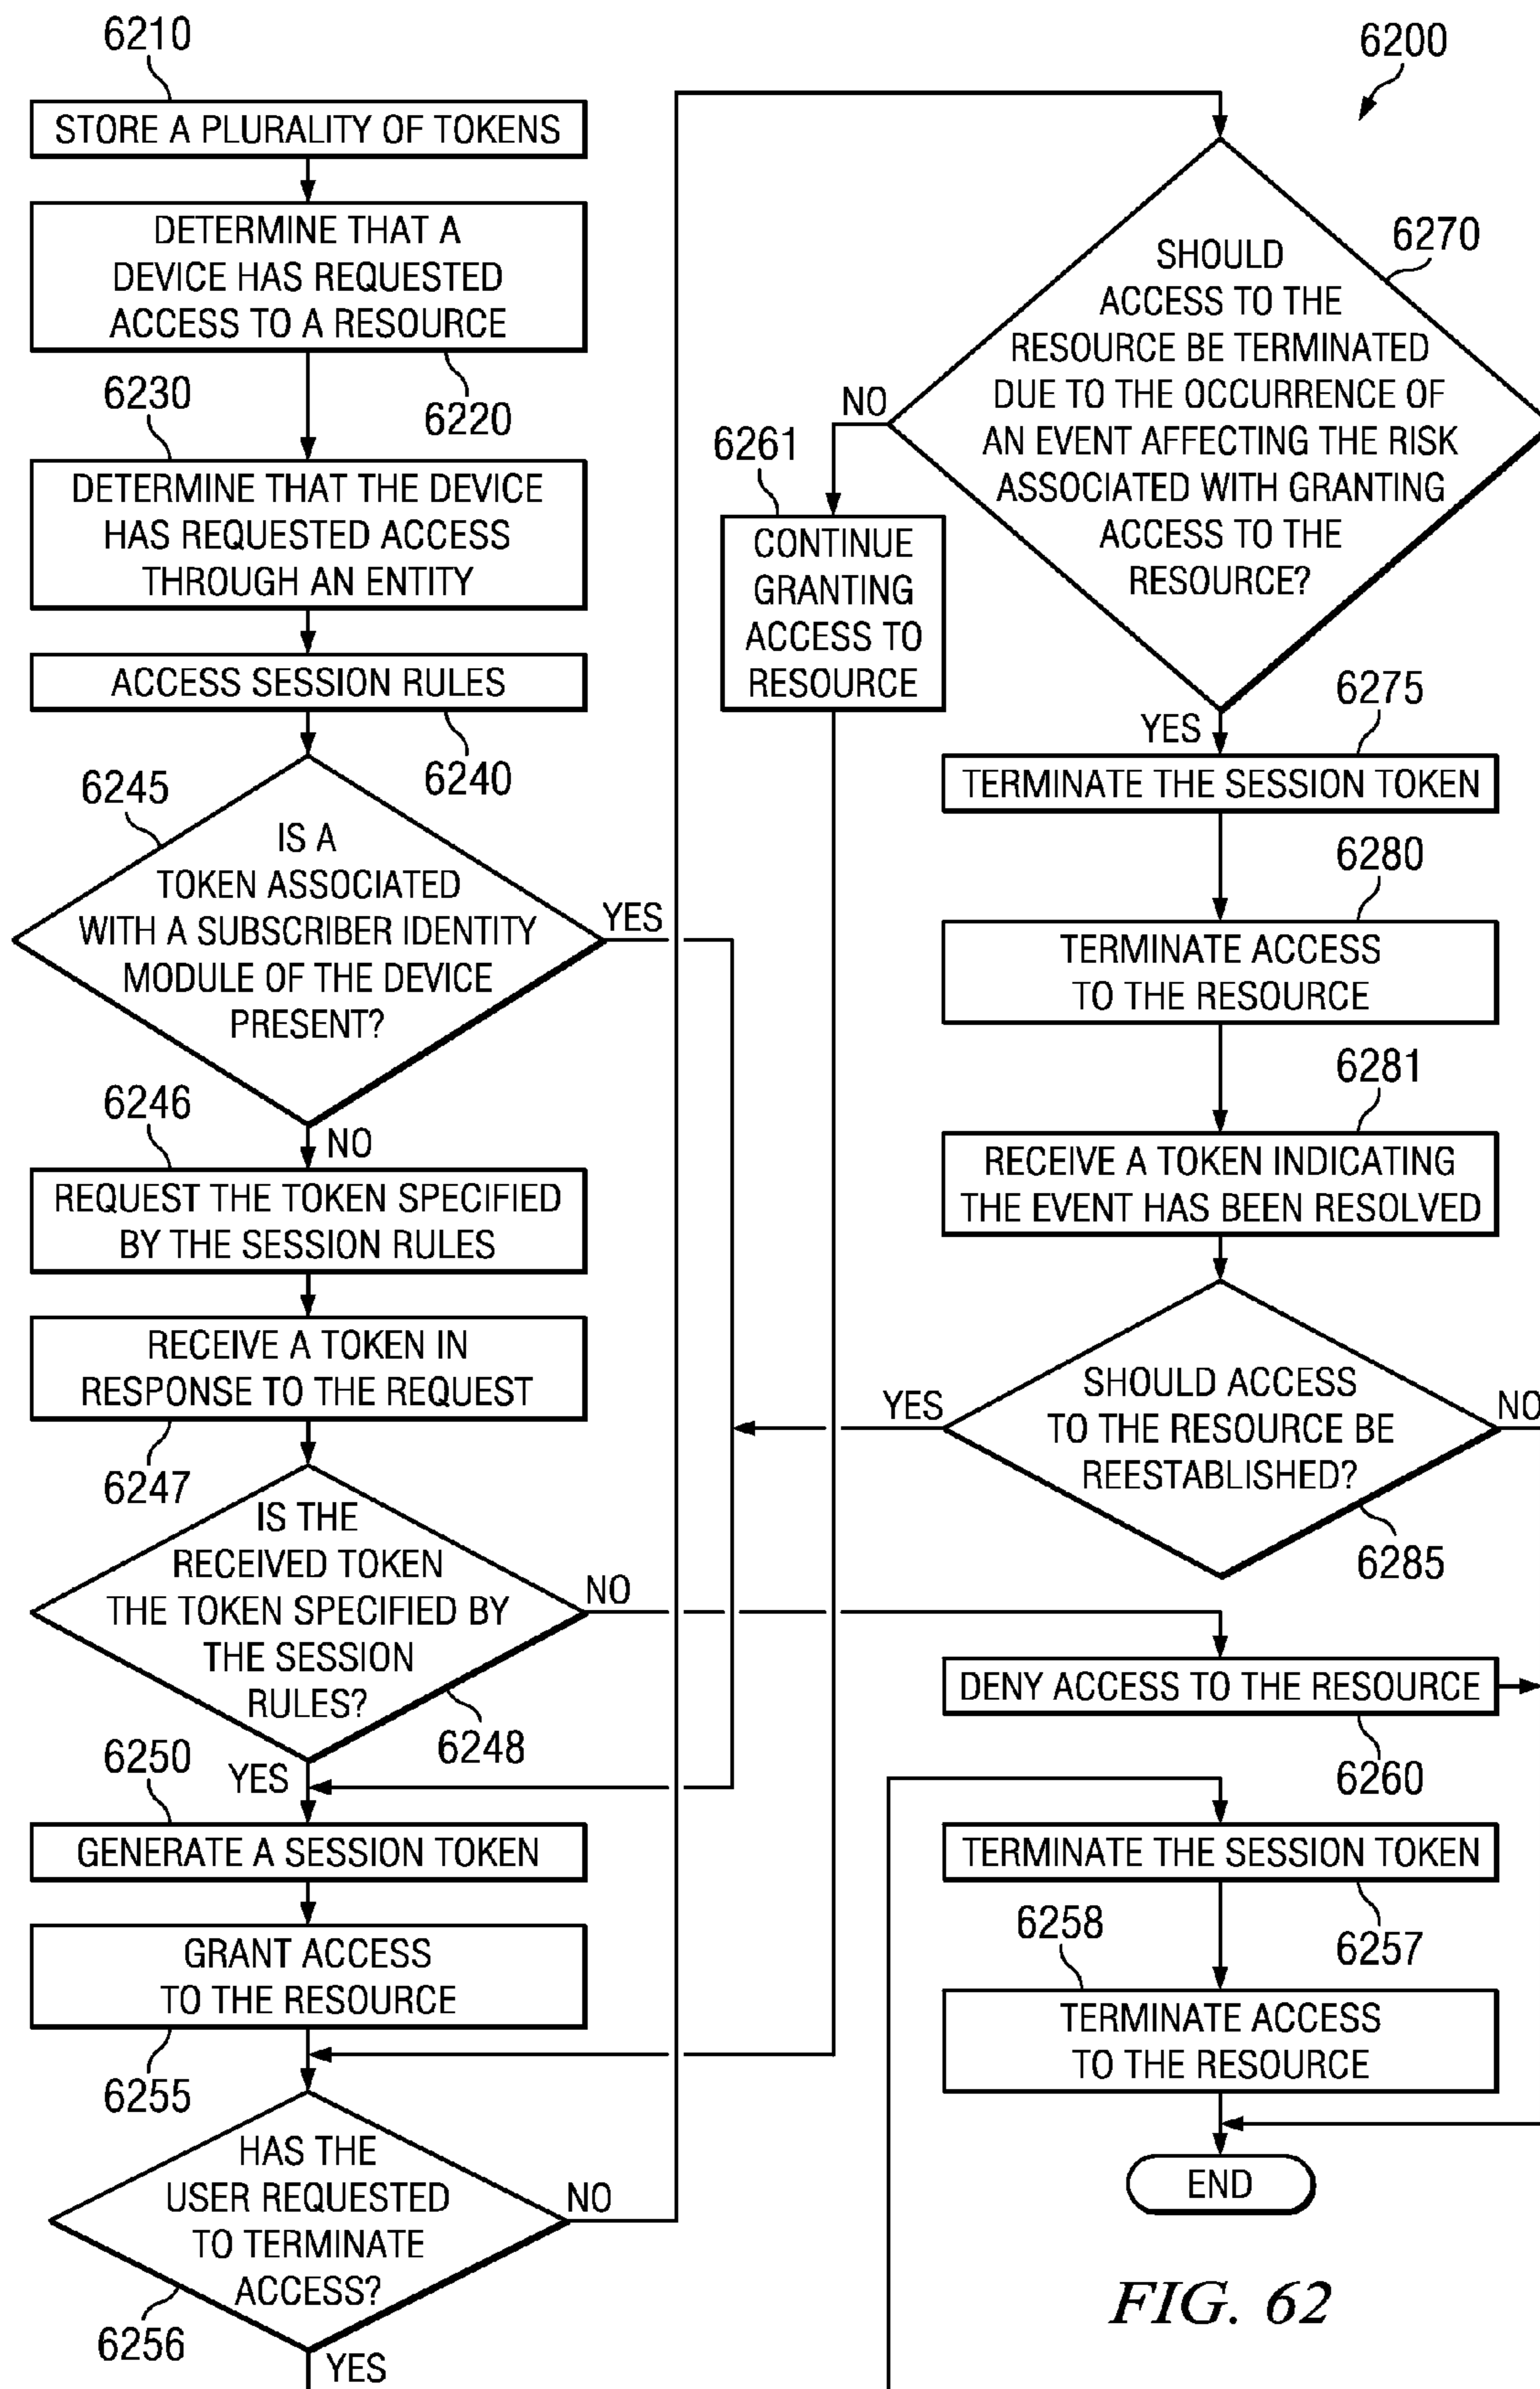 6210
STORE A PLURALITY OF TOKENS
DETERMINE THAT A
DEVICE HAS REQUESTED
ACCESS TO A RESOURCE
6220
6230
DETERMINE THAT THE DEVICE
HAS REQUESTED ACCESS
THROUGH AN ENTITY
ACCESS SESSION RULES
6240
6245
IS A
TOKEN ASSOCIATED
WITH A SUBSCRIBER IDENTITY
MODULE OF THE DEVICE
PRESENT?
YES
NO
6246
REQUEST THE TOKEN SPECIFIED
BY THE SESSION RULES
RECEIVE A TOKEN IN
RESPONSE TO THE REQUEST
6247
IS THE
RECEIVED TOKEN
THE TOKEN SPECIFIED BY
THE SESSION
RULES?
NO
6248
YES
6250
GENERATE A SESSION TOKEN
GRANT ACCESS
TO THE RESOURCE
6255
HAS THE
USER REQUESTED
TO TERMINATE
ACCESS?
NO
6256
YES
6200
6270
SHOULD
ACCESS TO THE
RESOURCE BE TERMINATED
DUE TO THE OCCURRENCE OF
AN EVENT AFFECTING THE RISK
ASSOCIATED WITH GRANTING
ACCESS TO THE
RESOURCE?
NO
6261
CONTINUE
GRANTING
ACCESS TO
RESOURCE
YES
6275
TERMINATE THE SESSION TOKEN
6280
TERMINATE ACCESS
TO THE RESOURCE
6281
RECEIVE A TOKEN INDICATING
THE EVENT HAS BEEN RESOLVED
SHOULD ACCESS
TO THE RESOURCE BE
REESTABLISHED?
YES
NO
6285
DENY ACCESS TO THE RESOURCE
6260
TERMINATE THE SESSION TOKEN
6257
6258
TERMINATE ACCESS
TO THE RESOURCE
END
FIG. 62